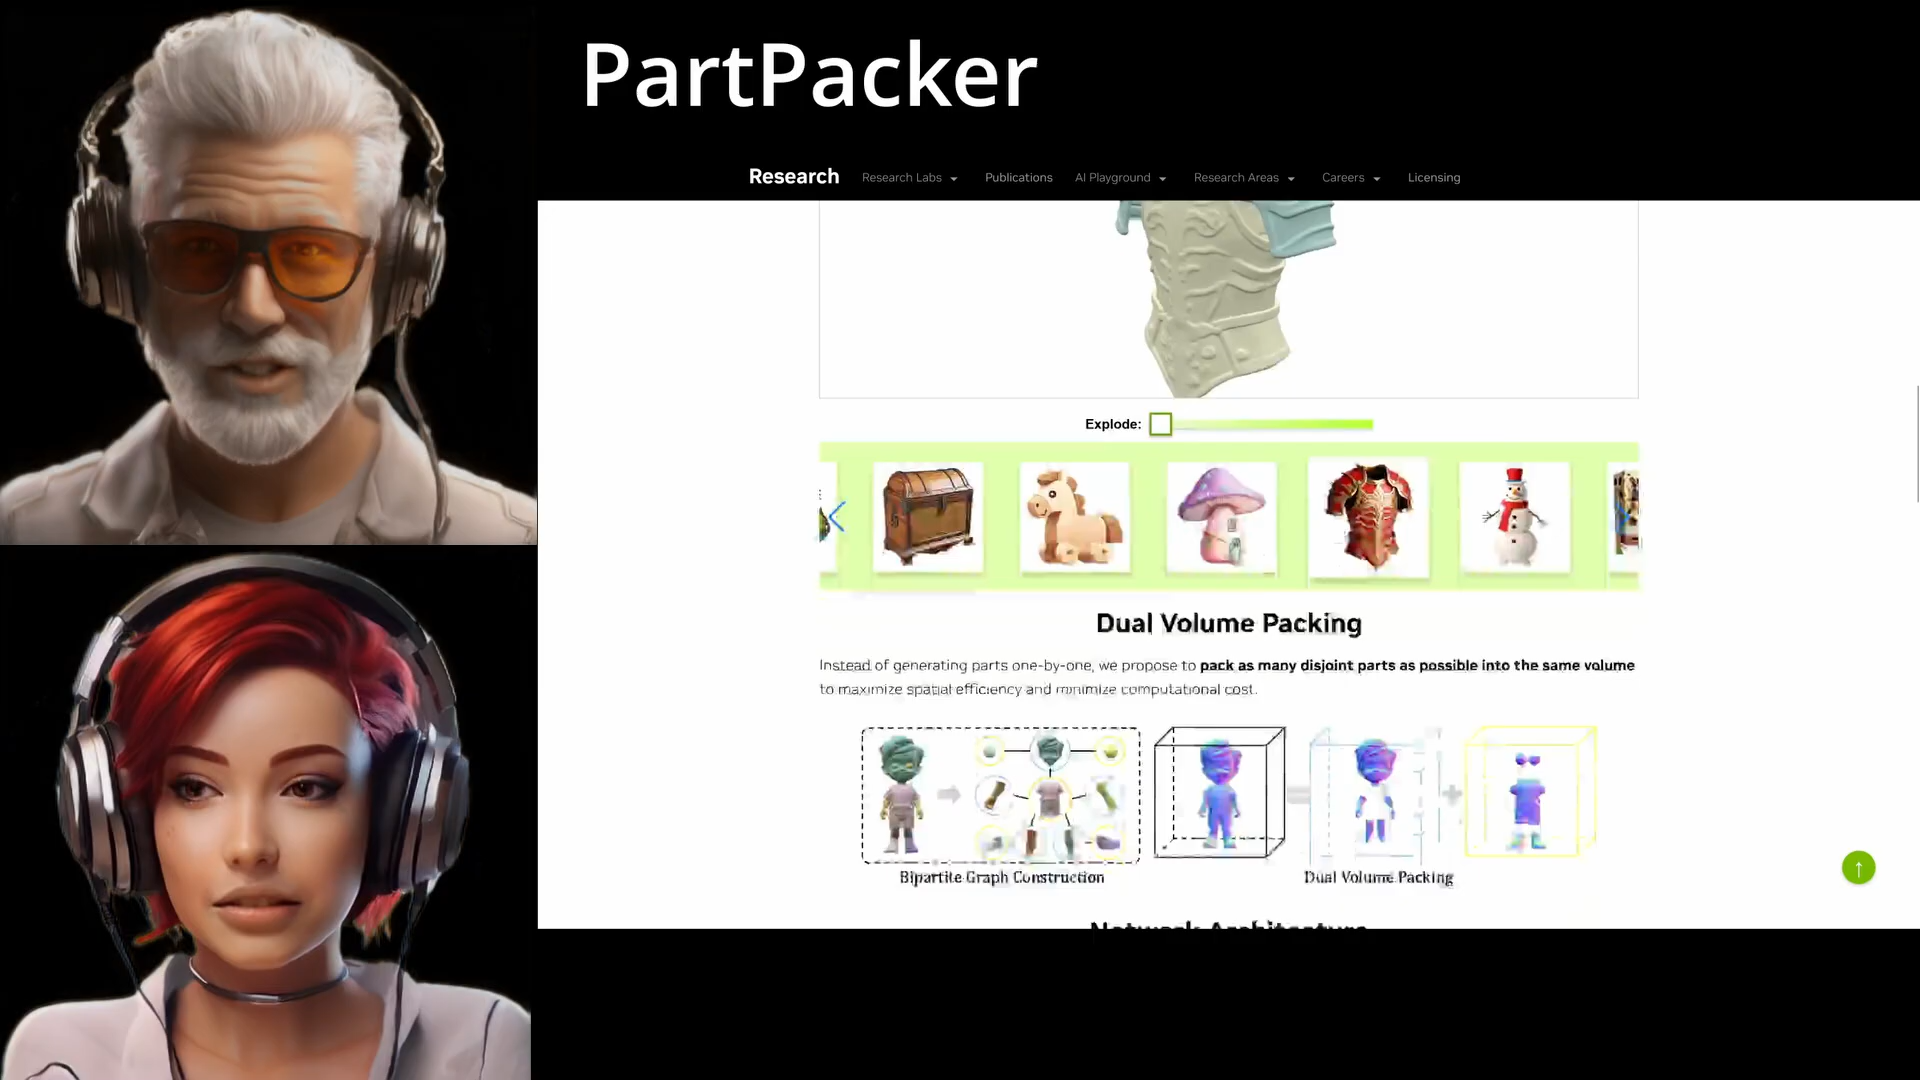 PartPacker
Research Research Labs Publications AI Playground Research Areas Careers Licensing
Explode:
Dual Volume Packing
Instead of generating parts one-by-one, we propose to pack as many disjoint parts as possible into the same volume
to maximize spatial efficiency and minimize computational cost.
Bipartite Graph Construction
Dual Volume Packing
Network Architecture